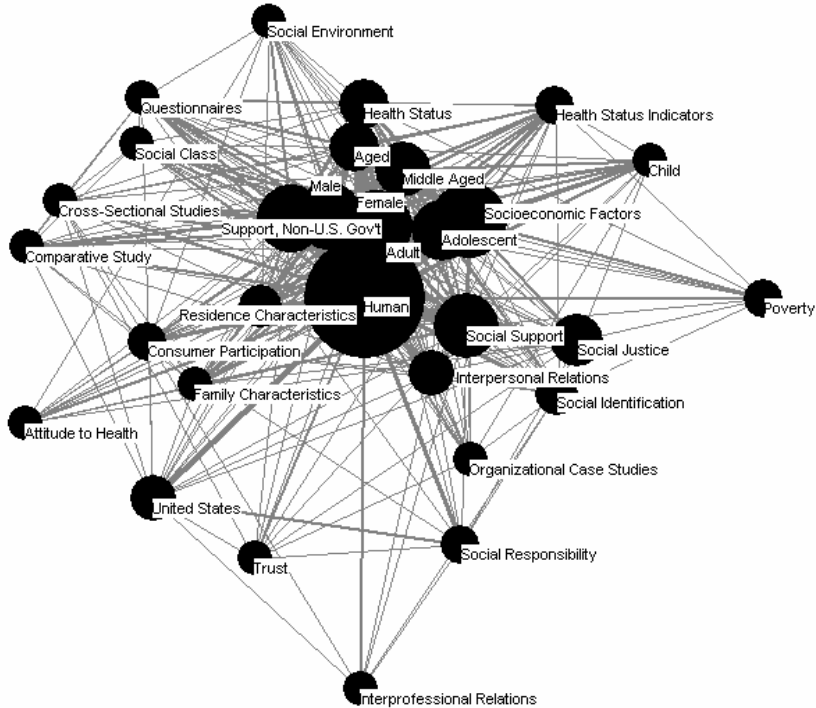 Social Environment
Questionnaires
Health Status
Health Status Indicators
Social Class
Aged
Child
Middle Aged
Male
Female
Cross-Sectional Studies
Socioeconomic Factors
Support, Non-U.S. Gov't
Adolescent
Comparative Study
Adult
Human
Poverty
Residence Characteristics
Social Support
Consumer Participation
Social Justice
Interpersonal Relations
Family Characteristics
Social Identification
Attitude to Health
Organizational Case Studies
United States
Social Responsibility
Trust
Interprofessional Relations